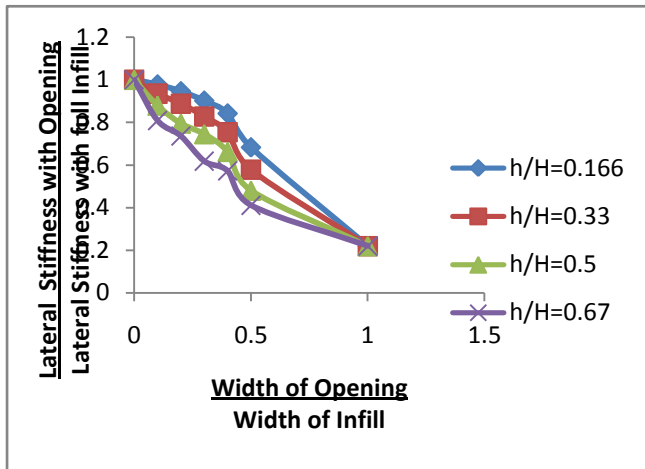 Lateral Stiffness with Opening
Lateral Stiffness with full Infill
1.2
1
0.8
0.6
0.4
0.2
0
0
0.5
1
1.5
Width of Opening
Width of Infill
h/H=0.166
h/H=0.33
h/H=0.5
h/H=0.67